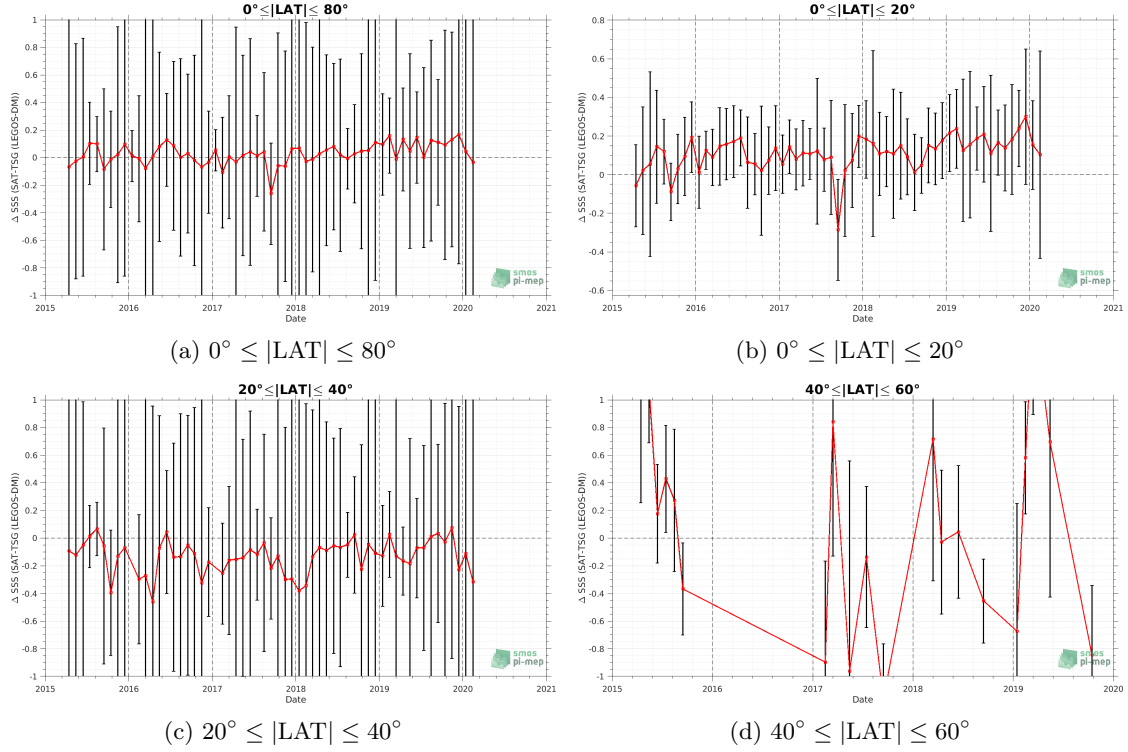 0°≤|LAT|≤ 80°
Δ SSS (SAT-TSG (LEGOS-DM))
1
0.8
0.6
0.4
0.2
0
-0.2
-0.4
-0.6
-0.8
-1
2015 2016 2017 2018 2019 2020 2021
Date
smos
pi-mep
(a) 0° ≤ |LAT| ≤ 80°
0°≤|LAT|≤ 20°
Δ SSS (SAT-TSG (LEGOS-DM))
0.8
0.6
0.4
0.2
0
-0.2
-0.4
-0.6
2015 2016 2017 2018 2019 2020 2021
Date
smos
pi-mep
(b) 0° ≤ |LAT| ≤ 20°
20°≤|LAT|≤ 40°
Δ SSS (SAT-TSG (LEGOS-DM))
1
0.8
0.6
0.4
0.2
0
-0.2
-0.4
-0.6
-0.8
-1
2015 2016 2017 2018 2019 2020 2021
Date
smos
pi-mep
(c) 20° ≤ |LAT| ≤ 40°
40°≤|LAT|≤ 60°
Δ SSS (SAT-TSG (LEGOS-DM))
1
0.8
0.6
0.4
0.2
0
-0.2
-0.4
-0.6
-0.8
-1
2015 2016 2017 2018 2019 2020
Date
smos
pi-mep
(d) 40° ≤ |LAT| ≤ 60°